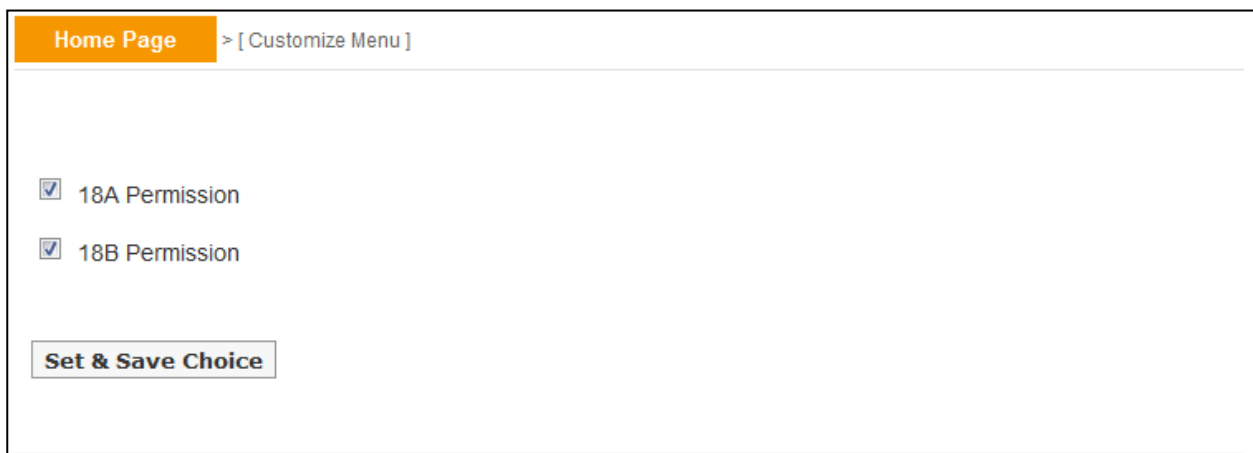 Home Page > [ Customize Menu ]
18A Permission
18B Permission
Set & Save Choice